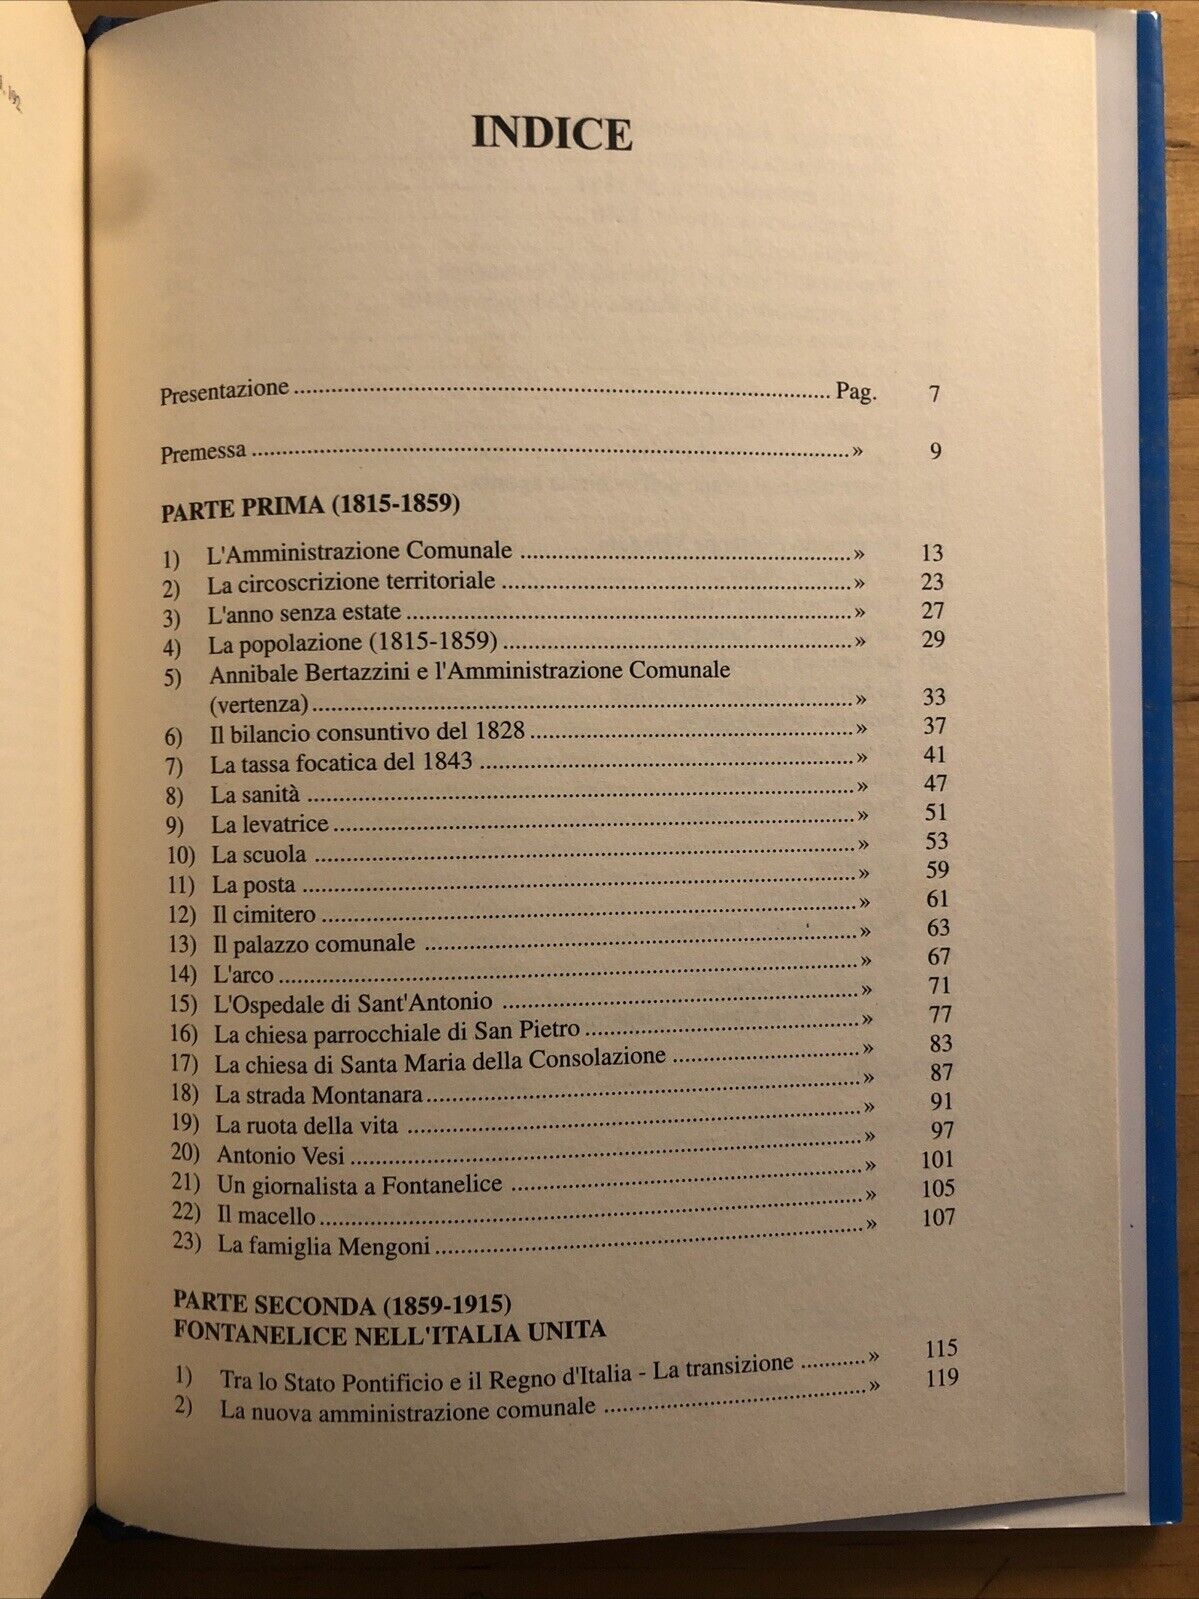 INDICE
Presentazione ........ Pag. 7
Premessa ........ » 9
PARTE PRIMA (1815-1859)
1) L'Amministrazione Comunale ........ » 13
2) La circoscrizione territoriale ........ » 23
3) L'anno senza estate ........ » 27
4) La popolazione (1815-1859) ........ » 29
5) Annibale Bertazzini e l'Amministrazione Comunale
(vertenza) ........ » 33
6) Il bilancio consuntivo del 1828 ........ » 37
7) La tassa focatica del 1843 ........ » 41
8) La sanità ........ » 47
9) La levatrice ........ » 51
10) La scuola ........ » 53
11) La posta ........ » 59
12) Il cimitero ........ » 61
13) Il palazzo comunale ........ » 63
14) L'arco ........ » 67
15) L'Ospedale di Sant'Antonio ........ » 71
16) La chiesa parrocchiale di San Pietro ........ » 77
17) La chiesa di Santa Maria della Consolazione ........ » 83
18) La strada Montanara ........ » 87
19) La ruota della vita ........ » 91
20) Antonio Vesi ........ » 97
21) Un giornalista a Fontanelice ........ » 101
22) Il macello ........ » 105
23) La famiglia Mengoni ........ » 107
PARTE SECONDA (1859-1915)
FONTANELICE NELL'ITALIA UNITA
1) Tra lo Stato Pontificio e il Regno d'Italia - La transizione ........ » 115
2) La nuova amministrazione comunale ........ » 119